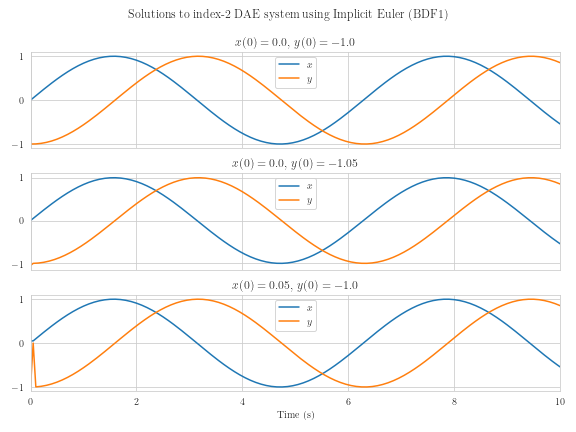 Solutions to index-2 DAE system using Implicit Euler (BDF1)
x(0) = 0.0, y(0) = −1.0
1
0
−1
x
y
x(0) = 0.0, y(0) = −1.05
1
0
−1
x
y
x(0) = 0.05, y(0) = −1.0
1
0
−1
x
y
0 2 4 6 8 10
Time (s)